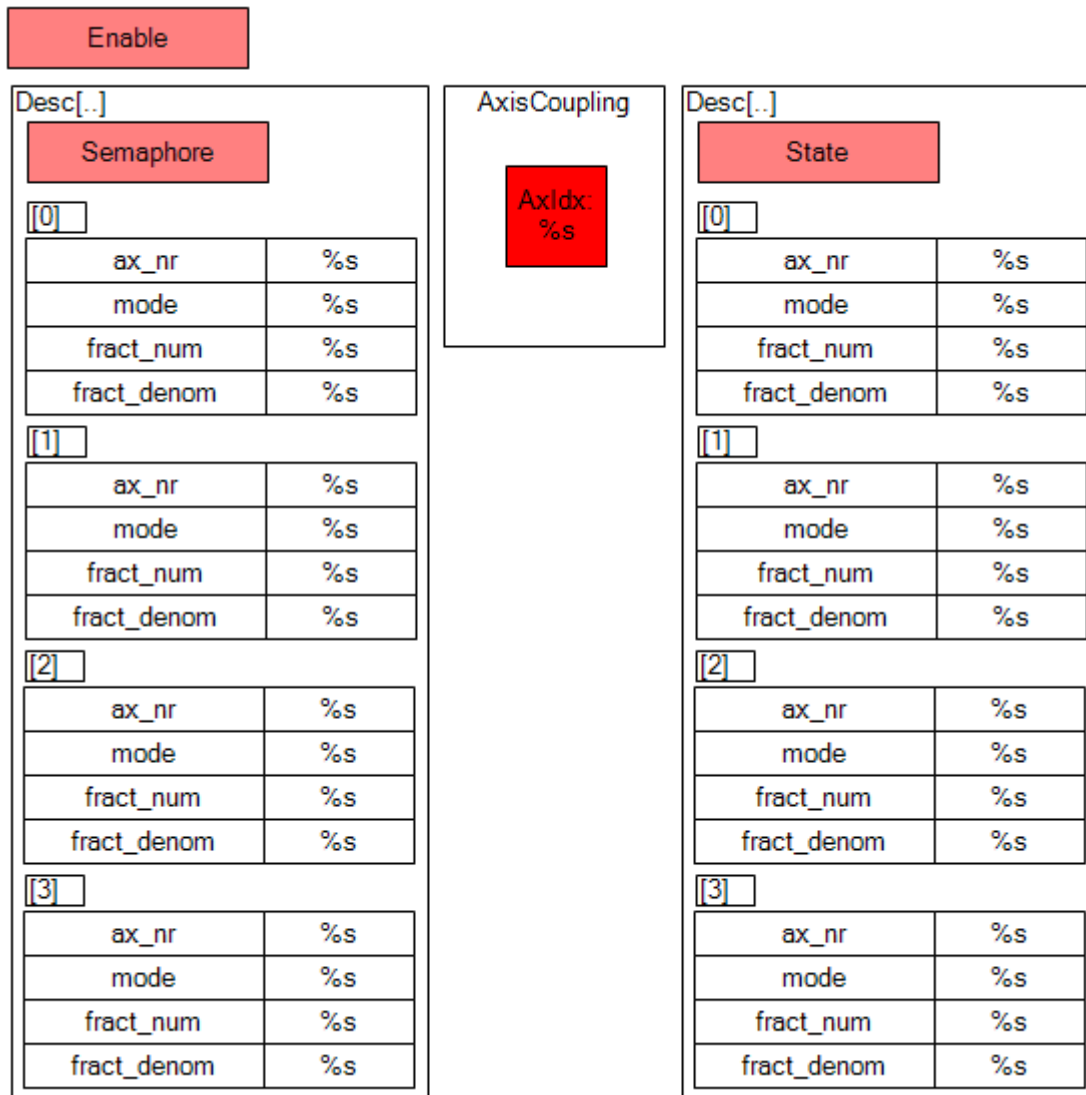 Enable
Desc[..]
Semaphore
[0]
ax_nr %s
mode %s
fract_num %s
fract_denom %s
[1]
ax_nr %s
mode %s
fract_num %s
fract_denom %s
[2]
ax_nr %s
mode %s
fract_num %s
fract_denom %s
[3]
ax_nr %s
mode %s
fract_num %s
fract_denom %s
AxisCoupling
AxIdx:
%s
Desc[..]
State
[0]
ax_nr %s
mode %s
fract_num %s
fract_denom %s
[1]
ax_nr %s
mode %s
fract_num %s
fract_denom %s
[2]
ax_nr %s
mode %s
fract_num %s
fract_denom %s
[3]
ax_nr %s
mode %s
fract_num %s
fract_denom %s